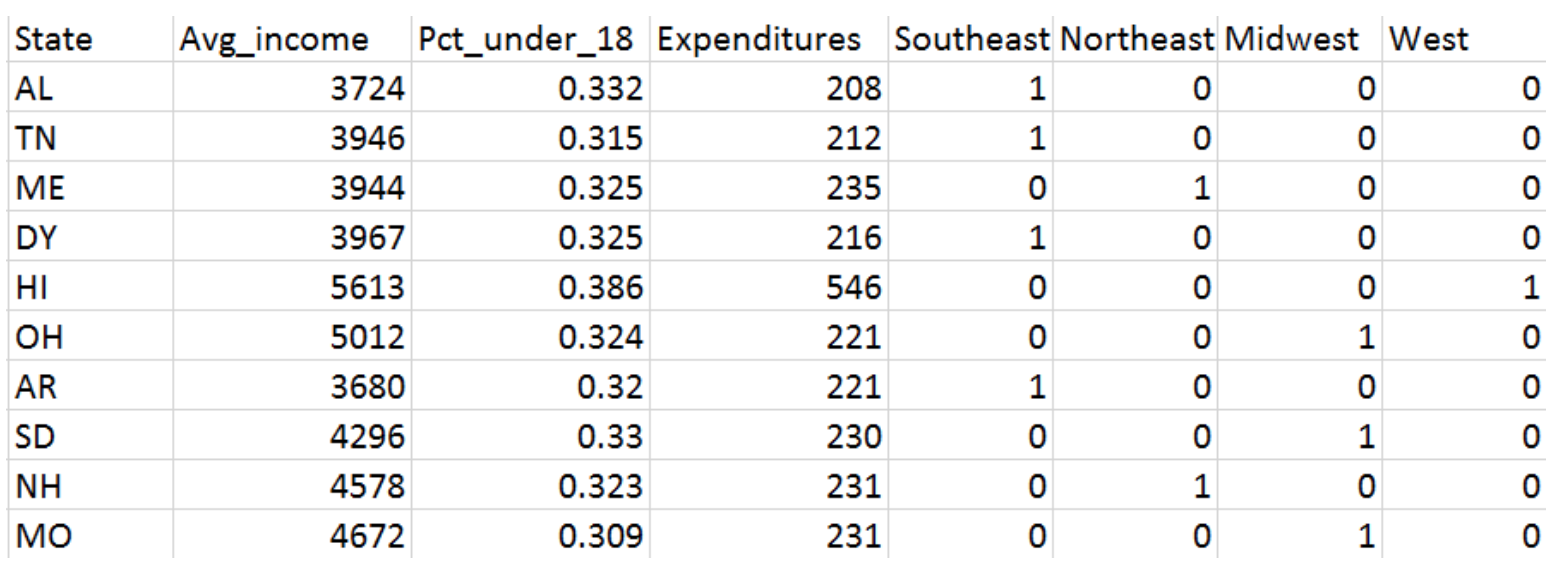 State Avg_income Pct_under_18 Expenditures Southeast Northeast Midwest West
AL 3724 0.332 208 1 0 0 0
TN 3946 0.315 212 1 0 0 0
ME 3944 0.325 235 0 1 0 0
DY 3967 0.325 216 1 0 0 0
HI 5613 0.386 546 0 0 0 1
OH 5012 0.324 221 0 0 1 0
AR 3680 0.32 221 1 0 0 0
SD 4296 0.33 230 0 0 1 0
NH 4578 0.323 231 0 1 0 0
MO 4672 0.309 231 0 0 1 0